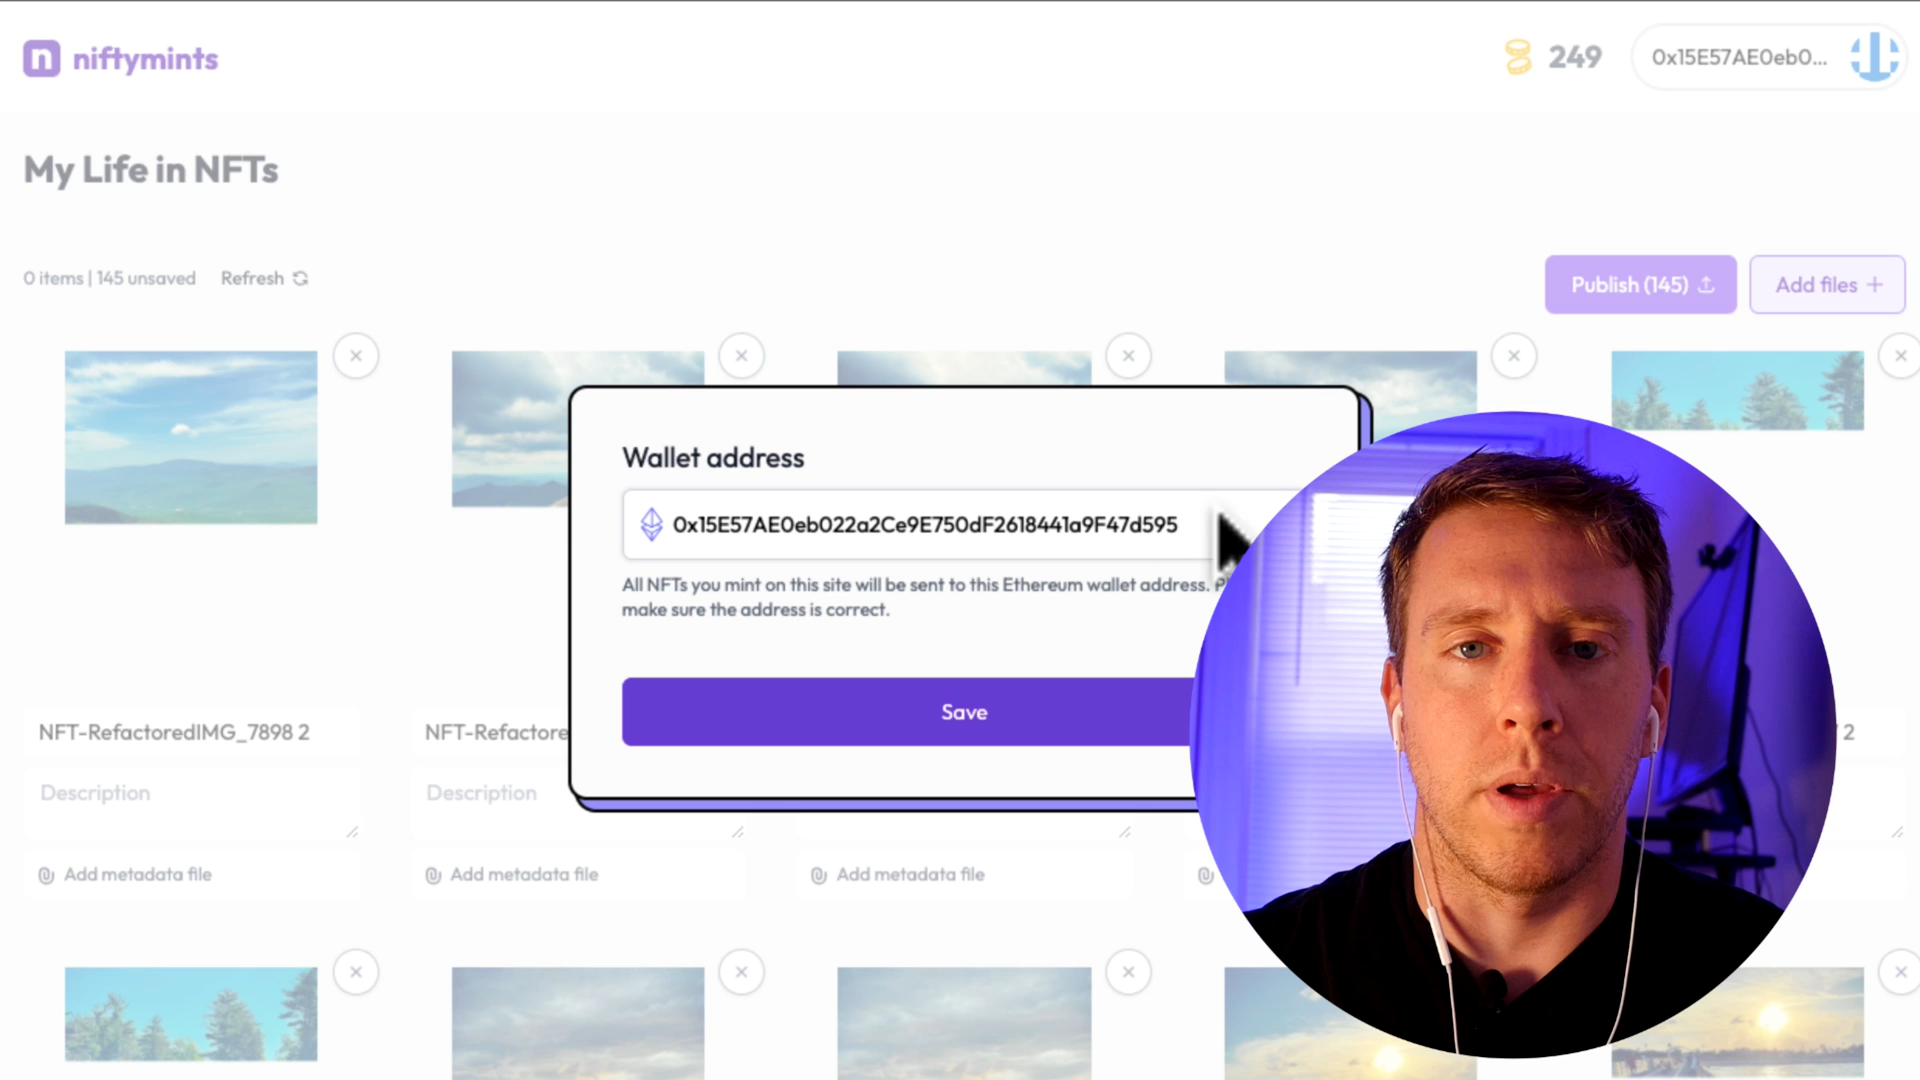 n niftymints
249
0x15E57AE0eb0...
My Life in NFTs
0 items | 145 unsaved Refresh
Publish (145)
Add files +
Wallet address
0x15E57AE0eb022a2Ce9E750dF2618441a9F47d595
All NFTs you mint on this site will be sent to this Ethereum wallet address.
make sure the address is correct.
Save
NFT-RefactoredIMG_7898 2
NFT-Refactore
2
Description
Description
Add metadata file
Add metadata file
Add metadata file